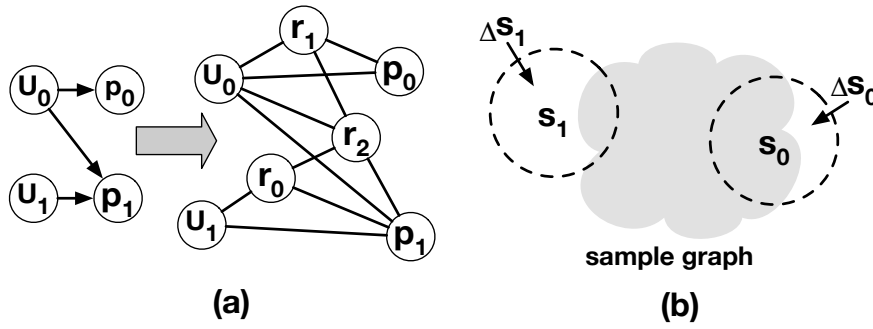 U0 p0
U1 p1
r1
U0 p0
r2
r0
U1 p1
(a)
Δs1
s1
Δs0
s0
sample graph
(b)